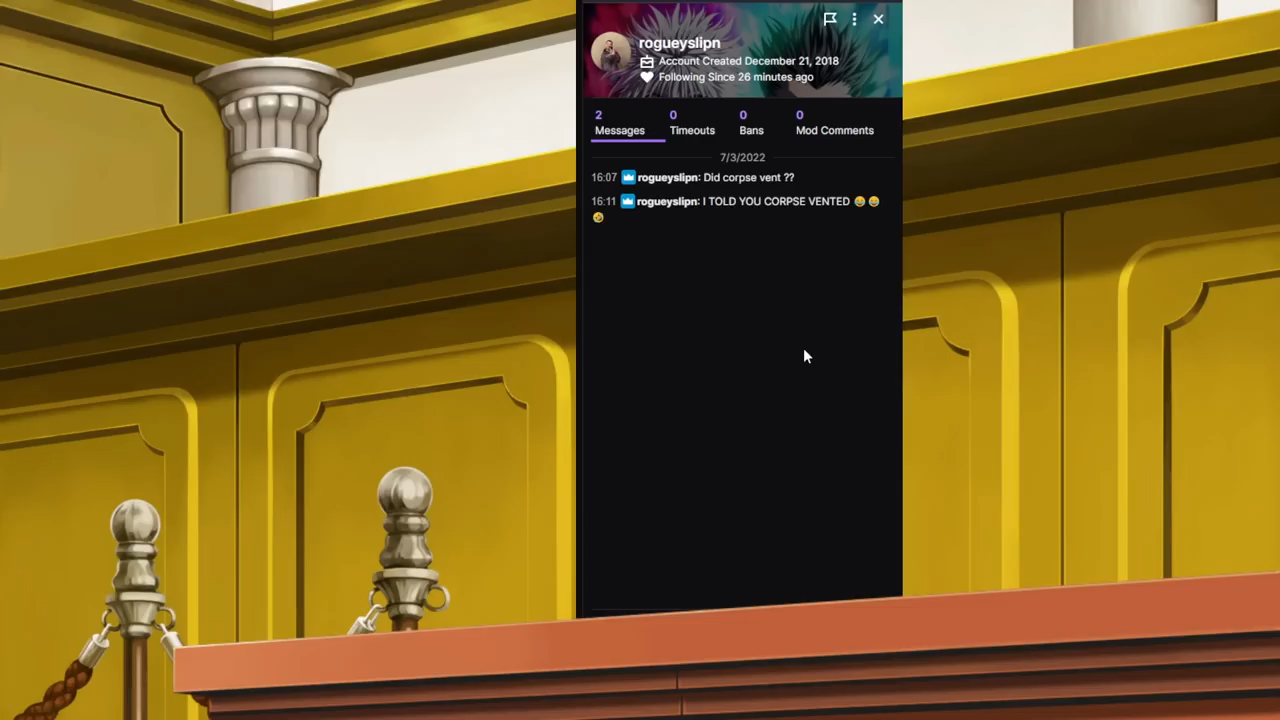 rogueyslipn
Account Created December 21, 2018
Following Since 26 minutes ago
2 0 0 0
Messages Timeouts Bans Mod Comments
7/3/2022
16:07 rogueyslipn: Did corpse vent ??
16:11 rogueyslipn: I TOLD YOU CORPSE VENTED 😂 😂
🤣